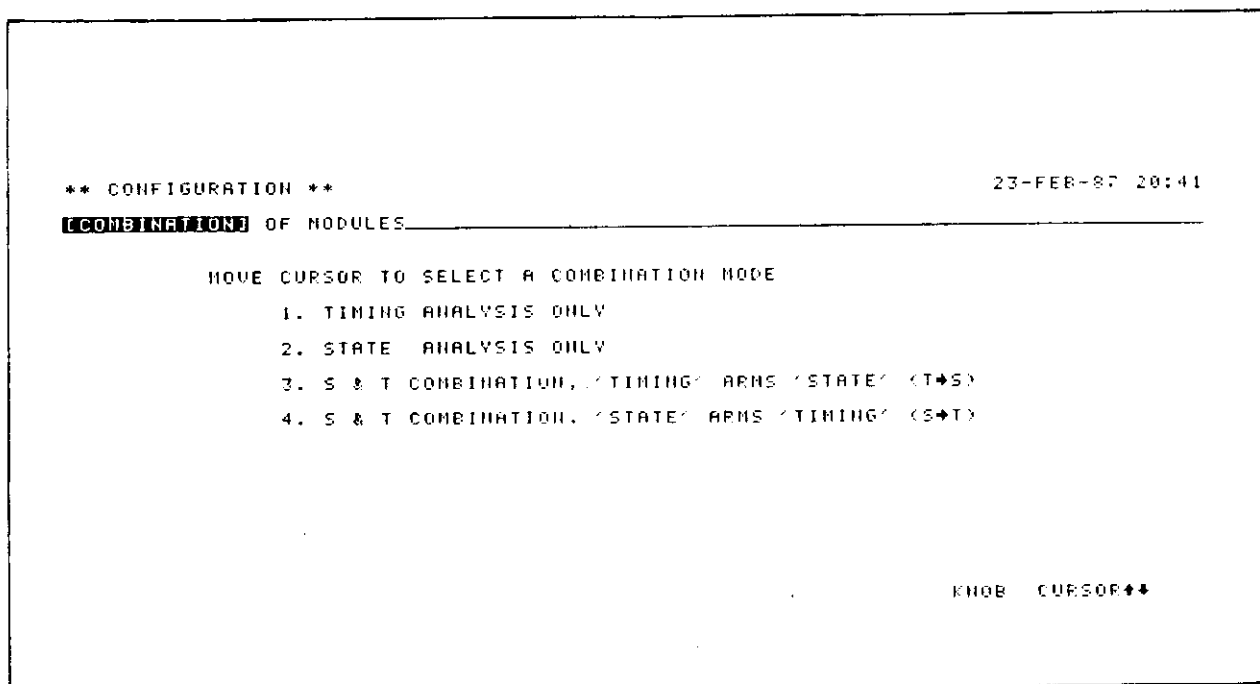 ** CONFIGURATION **
23-FEB-87 20:41
[COMBINATION] OF MODULES
MOVE CURSOR TO SELECT A COMBINATION MODE
1. TIMING ANALYSIS ONLY
2. STATE ANALYSIS ONLY
3. S & T COMBINATION, 'TIMING' ARMS 'STATE' (T→S)
4. S & T COMBINATION, 'STATE' ARMS 'TIMING' (S→T)
KNOB CURSOR↑↓